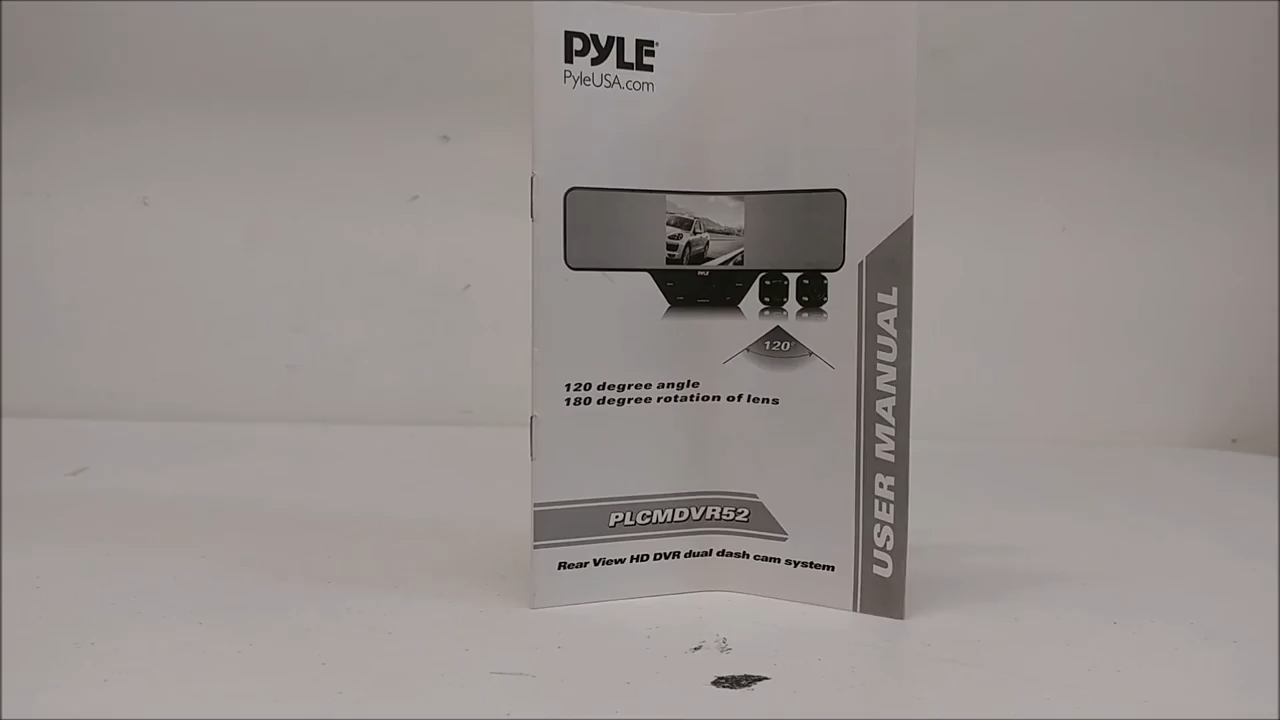 PYLE
PyleUSA.com
PYLE
120°
120 degree angle
180 degree rotation of lens
PLCMDVR52
Rear View HD DVR dual dash cam system
USER MANUAL